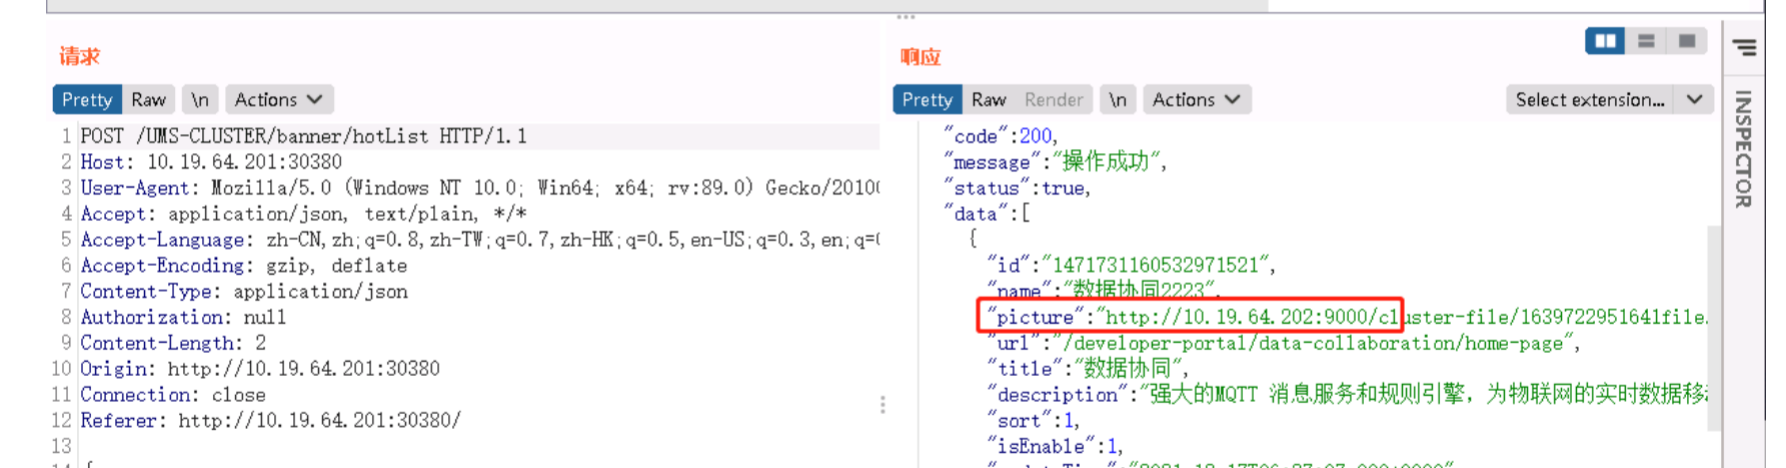 请求
Pretty Raw \n Actions
1 POST /UMS-CLUSTER/banner/hotList HTTP/1.1
2 Host: 10.19.64.201:30380
3 User-Agent: Mozilla/5.0 (Windows NT 10.0; Win64; x64; rv:89.0) Gecko/2010
4 Accept: application/json, text/plain, */*
5 Accept-Language: zh-CN,zh;q=0.8,zh-TW;q=0.7,zh-HK;q=0.5,en-US;q=0.3,en;q=
6 Accept-Encoding: gzip, deflate
7 Content-Type: application/json
8 Authorization: null
9 Content-Length: 2
10 Origin: http://10.19.64.201:30380
11 Connection: close
12 Referer: http://10.19.64.201:30380/
13
响应
Pretty Raw Render \n Actions
Select extension...
"code":200,
"message":"操作成功",
"status":true,
"data":[
{
"id":"1471731160532971521",
"name":"数据协同2223",
"picture":"http://10.19.64.202:9000/cluster-file/1639722951641file.
"url":"/developer-portal/data-collaboration/home-page",
"title":"数据协同",
"description":"强大的MQTT 消息服务和规则引擎，为物联网的实时数据移
"sort":1,
"isEnable":1,
INSPECTOR